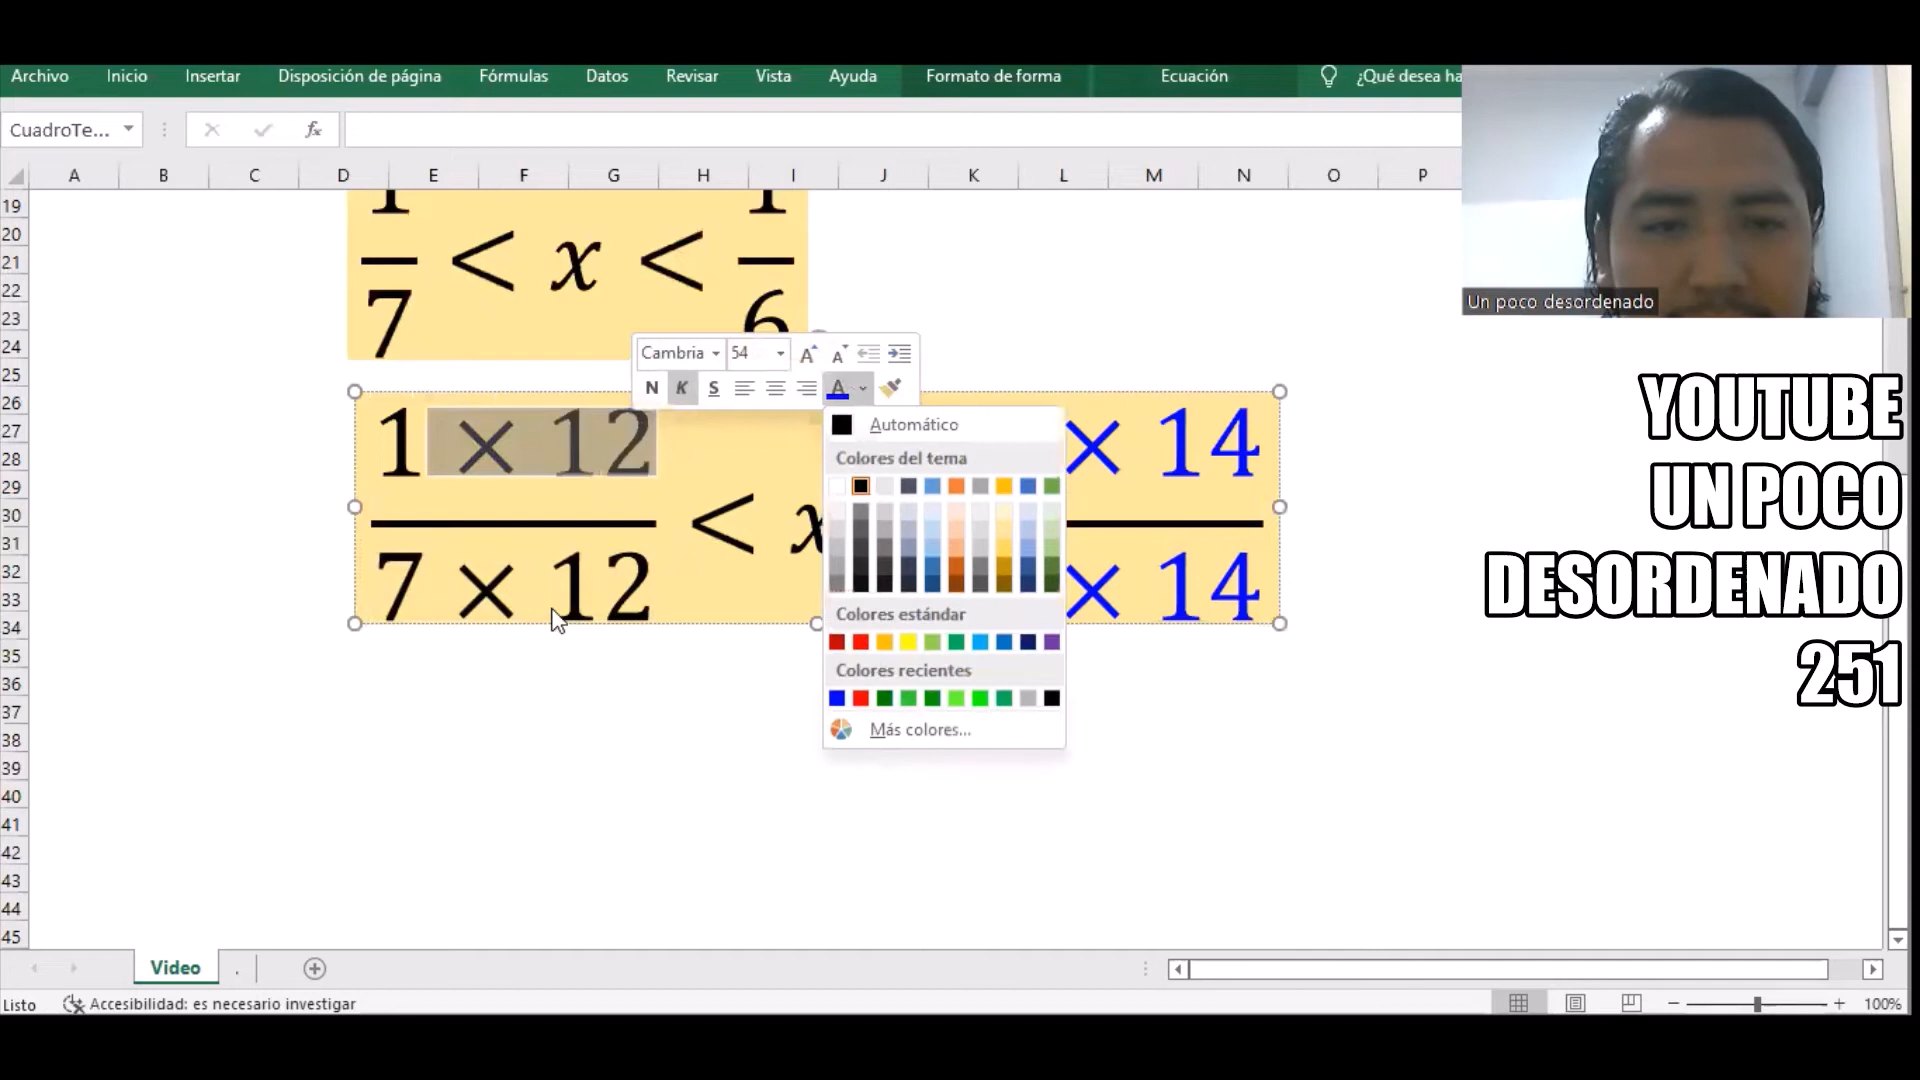 Archivo Inicio Insertar Disposición de página Fórmulas Datos Revisar Vista Ayuda Formato de forma Ecuación ¿Qué desea ha
CuadroTe... fx
A B C D E F G H I J K L M N O P
19
20
21
22
23
24
25
26
27
28
29
30
31
32
33
34
35
36
37
38
39
40
41
42
43
44
45
1/7 < x < 1/6
Cambria 54 A A
N K S A
1 × 12 × 14
< x
7 × 12 × 14
Automático
Colores del tema
Colores estándar
Colores recientes
Más colores...
Un poco desordenado
YOUTUBE
UN POCO
DESORDENADO
251
Video .
Listo Accesibilidad: es necesario investigar 100%